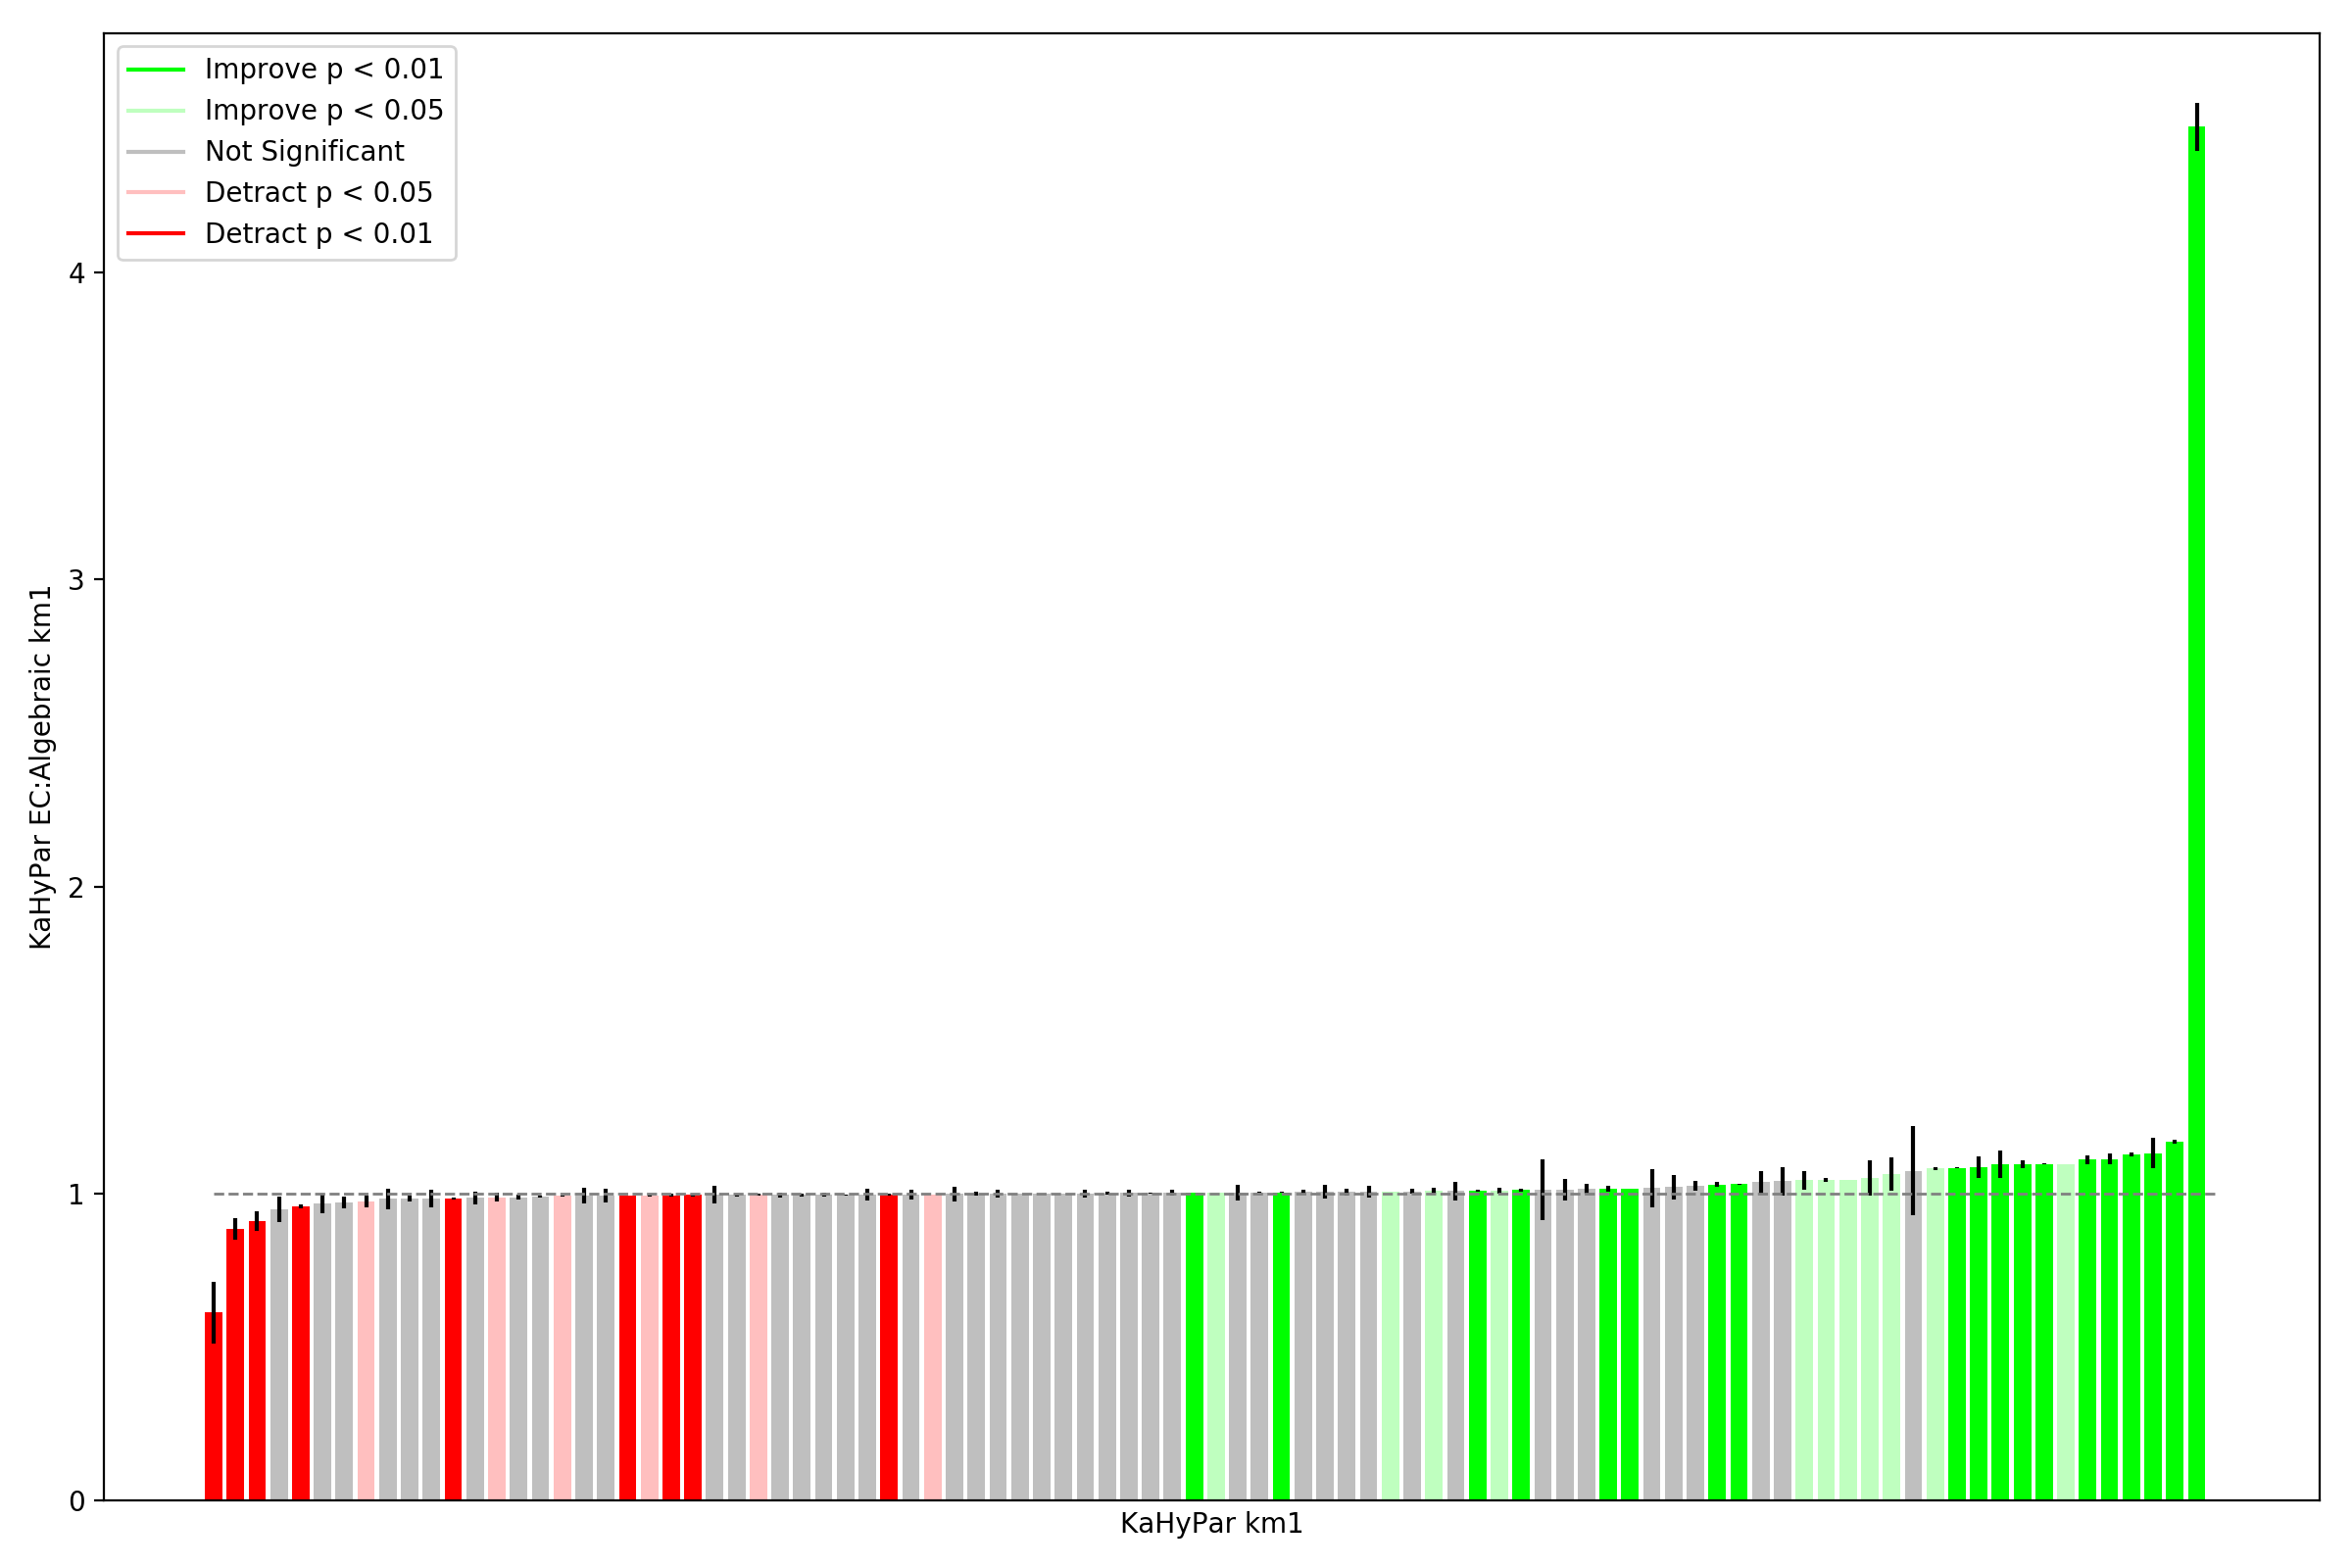 Improve p < 0.01
Improve p < 0.05
Not Significant
Detract p < 0.05
Detract p < 0.01
4
3
2
1
0
KaHyPar EC:Algebraic km1
KaHyPar km1